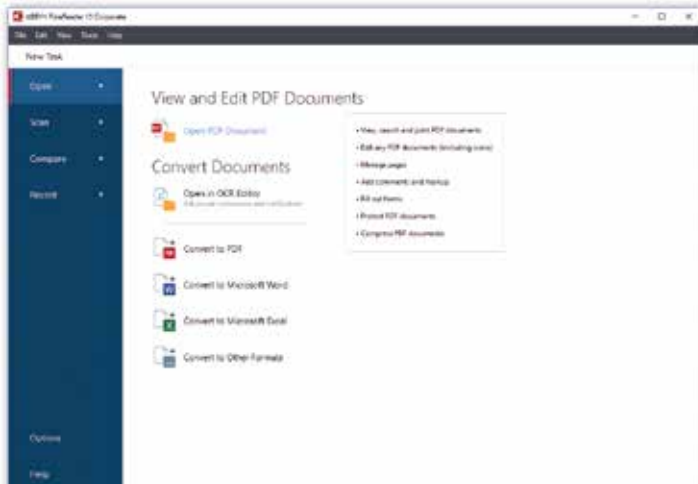 ABBYY FineReader 15 Corporate
File Edit View Tools Help
New Task
Open
Scan
Compare
Recent
Options
Help
View and Edit PDF Documents
Open PDF Document
Convert Documents
Open in OCR Editor
Convert to PDF
Convert to Microsoft Word
Convert to Microsoft Excel
Convert to Other Formats
• View, search and print PDF documents
• Edit any PDF documents (including scans)
• Manage pages
• Add comments and markup
• Fill out forms
• Protect PDF documents
• Compress PDF documents